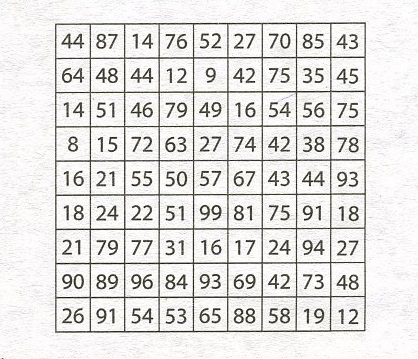 44 87 14 76 52 27 70 85 43
64 48 44 12 9 42 75 35 45
14 51 46 79 49 16 54 56 75
8 15 72 63 27 74 42 38 78
16 21 55 50 57 67 43 44 93
18 24 22 51 99 81 75 91 18
21 79 77 31 16 17 24 94 27
90 89 96 84 93 69 42 73 48
26 91 54 53 65 88 58 19 12